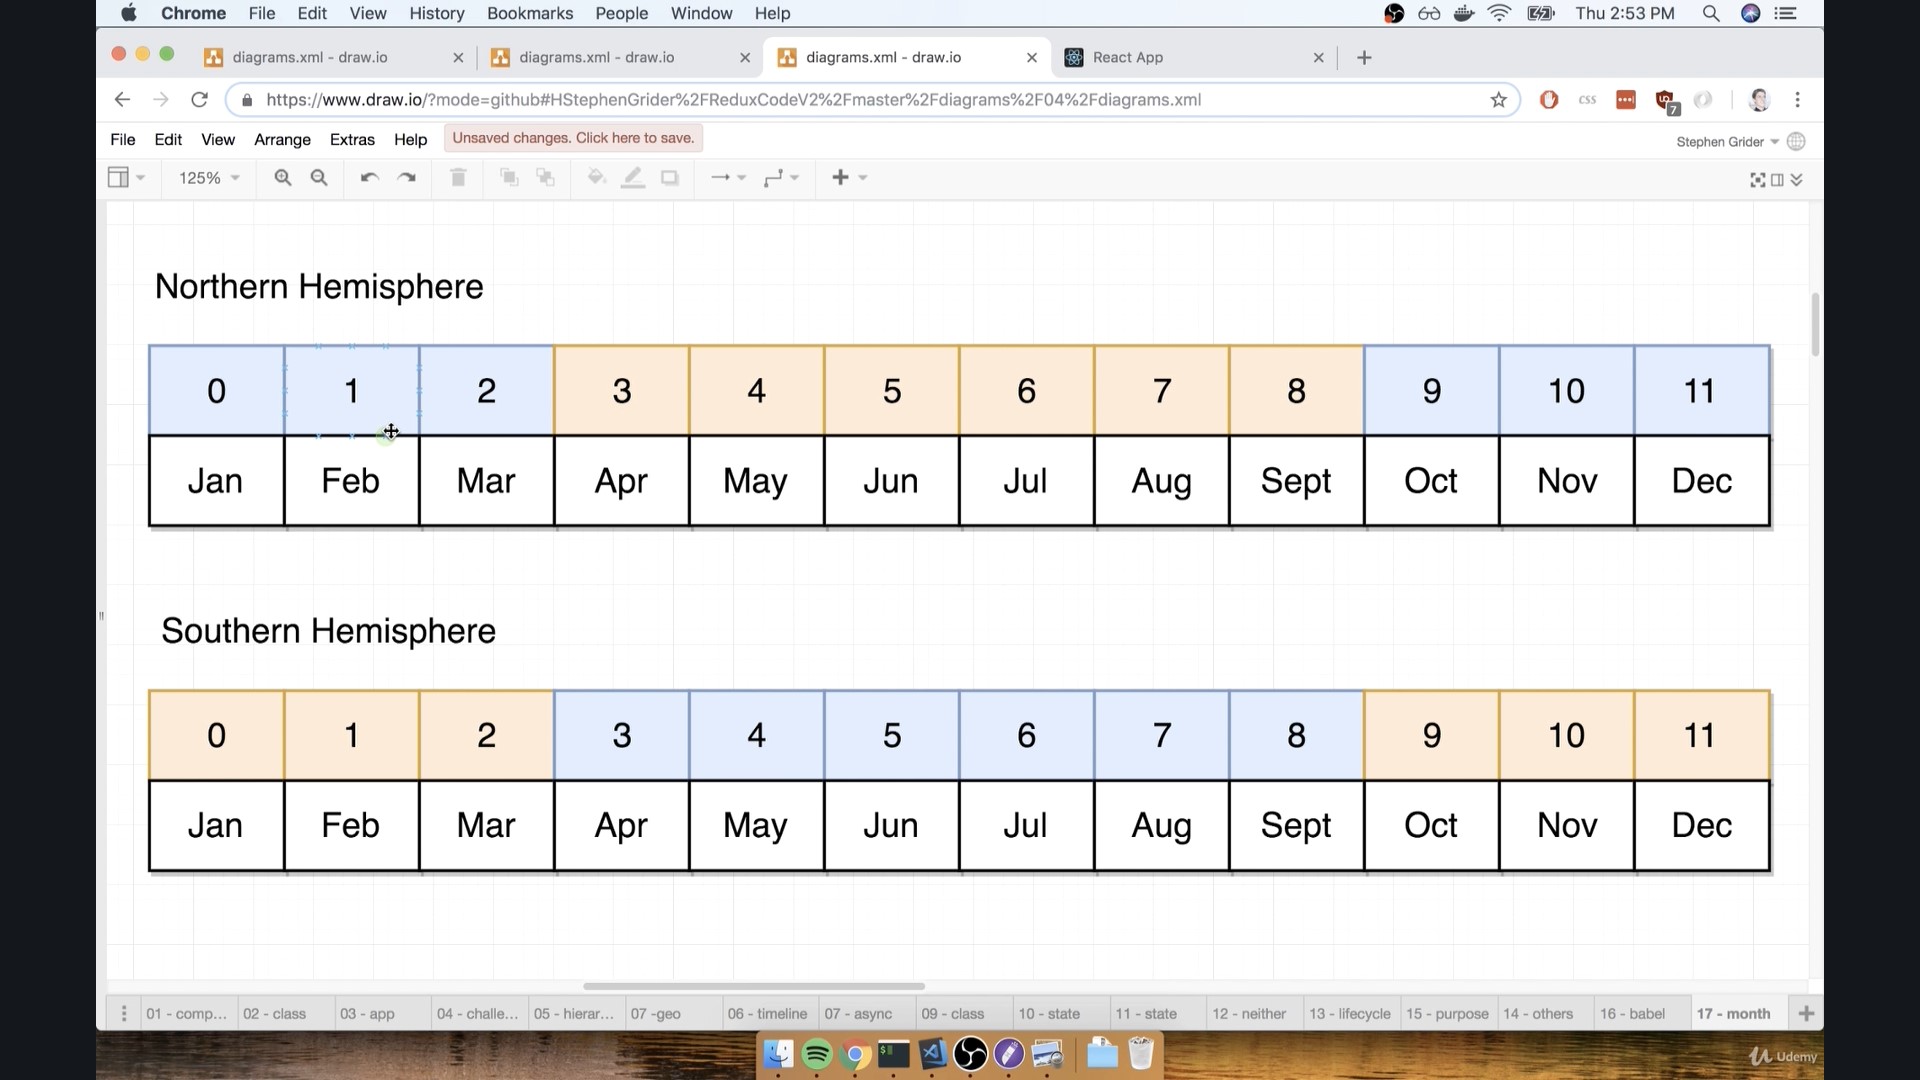 Chrome File Edit View History Bookmarks People Window Help Thu 2:53 PM
diagrams.xml - draw.io diagrams.xml - draw.io diagrams.xml - draw.io React App
https://www.draw.io/?mode=github#HStephenGrider%2FReduxCodeV2%2Fmaster%2Fdiagrams%2F04%2Fdiagrams.xml css 7
File Edit View Arrange Extras Help Unsaved changes. Click here to save. Stephen Grider
125%
Northern Hemisphere
0 1 2 3 4 5 6 7 8 9 10 11
Jan Feb Mar Apr May Jun Jul Aug Sept Oct Nov Dec
Southern Hemisphere
0 1 2 3 4 5 6 7 8 9 10 11
Jan Feb Mar Apr May Jun Jul Aug Sept Oct Nov Dec
01 - comp... 02 - class 03 - app 04 - challe... 05 - hierar... 07 -geo 06 - timeline 07 - async 09 - class 10 - state 11 - state 12 - neither 13 - lifecycle 15 - purpose 14 - others 16 - babel 17 - month
Udemy